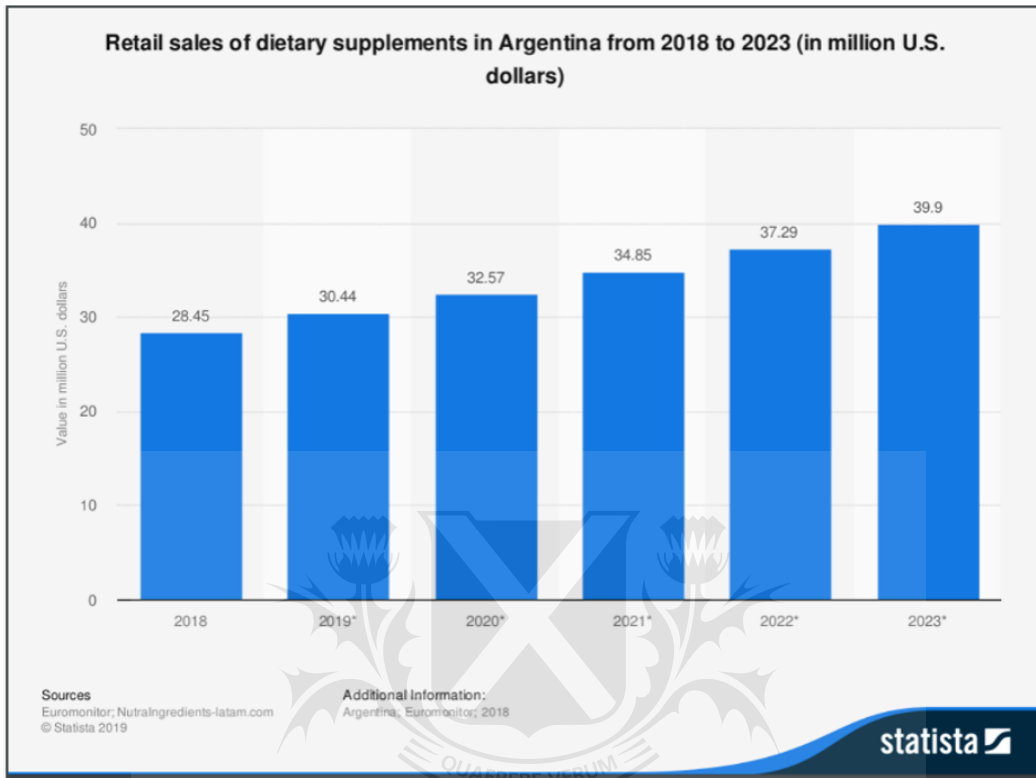 Retail sales of dietary supplements in Argentina from 2018 to 2023 (in million U.S.
dollars)
50
40
30
20
10
0
Value in million U.S. dollars
28.45
30.44
32.57
34.85
37.29
39.9
2018
2019*
2020*
2021*
2022*
2023*
Sources
Euromonitor; NutraIngredients-latam.com
© Statista 2019
Additional Information:
Argentina; Euromonitor; 2018
statista
QUAERERE VERUM